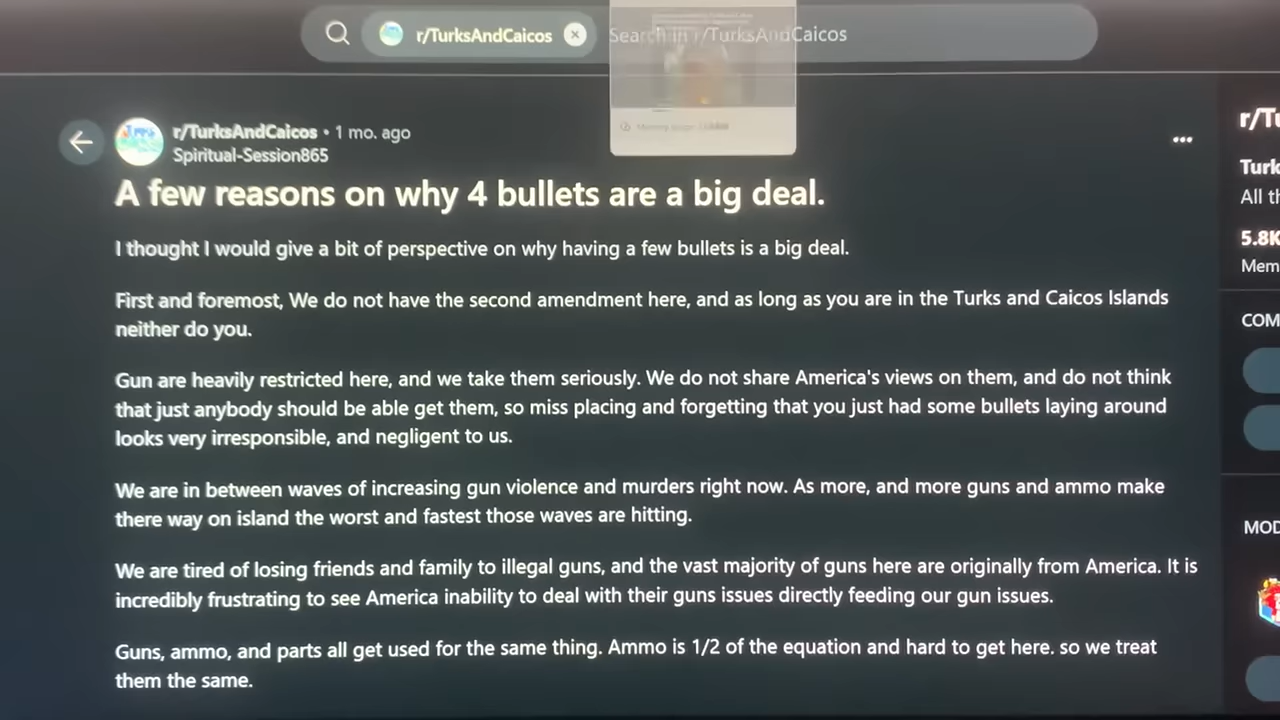 r/TurksAndCaicos
Search in r/TurksAndCaicos
r/TurksAndCaicos • 1 mo. ago
Spiritual-Session865
A few reasons on why 4 bullets are a big deal.
I thought I would give a bit of perspective on why having a few bullets is a big deal.
First and foremost, We do not have the second amendment here, and as long as you are in the Turks and Caicos Islands
neither do you.
Gun are heavily restricted here, and we take them seriously. We do not share America's views on them, and do not think
that just anybody should be able get them, so miss placing and forgetting that you just had some bullets laying around
looks very irresponsible, and negligent to us.
We are in between waves of increasing gun violence and murders right now. As more, and more guns and ammo make
there way on island the worst and fastest those waves are hitting.
We are tired of losing friends and family to illegal guns, and the vast majority of guns here are originally from America. It is
incredibly frustrating to see America inability to deal with their guns issues directly feeding our gun issues.
Guns, ammo, and parts all get used for the same thing. Ammo is 1/2 of the equation and hard to get here. so we treat
them the same.
r/Tu
Turk
All th
5.8K
Mem
COM
MOD